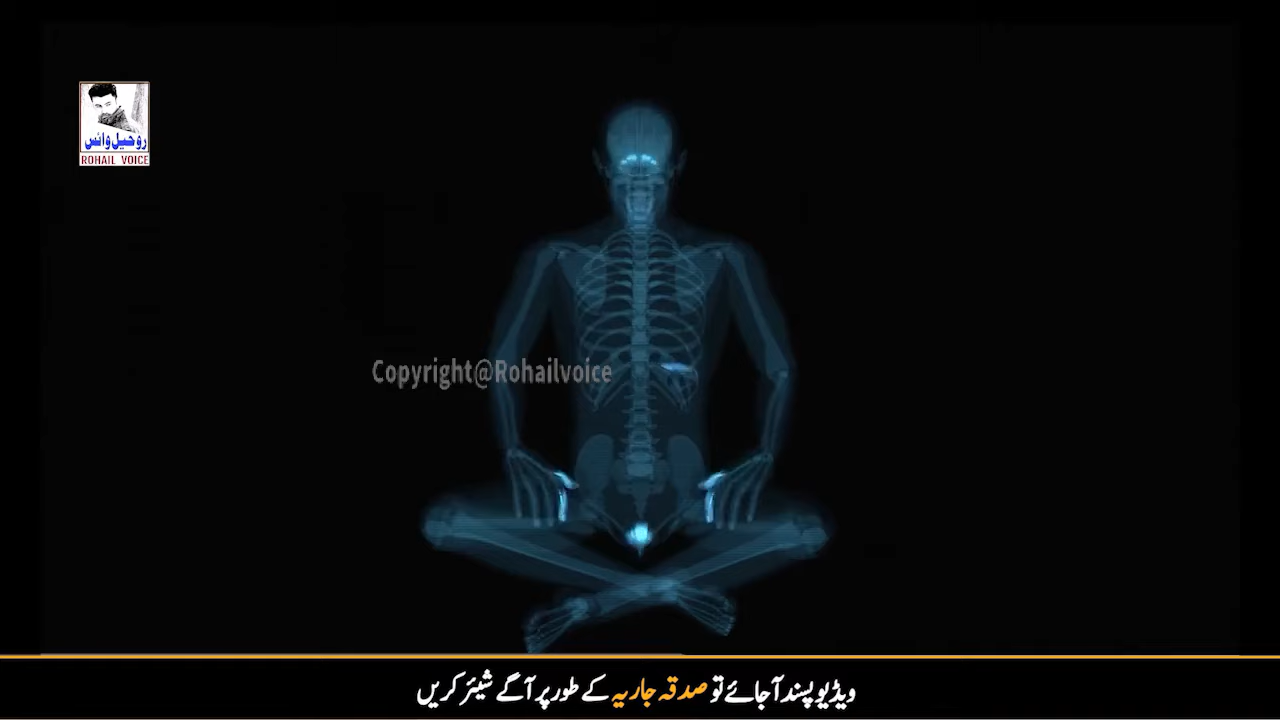 روحیل وائس
ROHAIL VOICE
Copyright@Rohailvoice
ویڈیو پسند آجائے تو صدقہ جاریہ کے طور پر آگے شیئر کریں